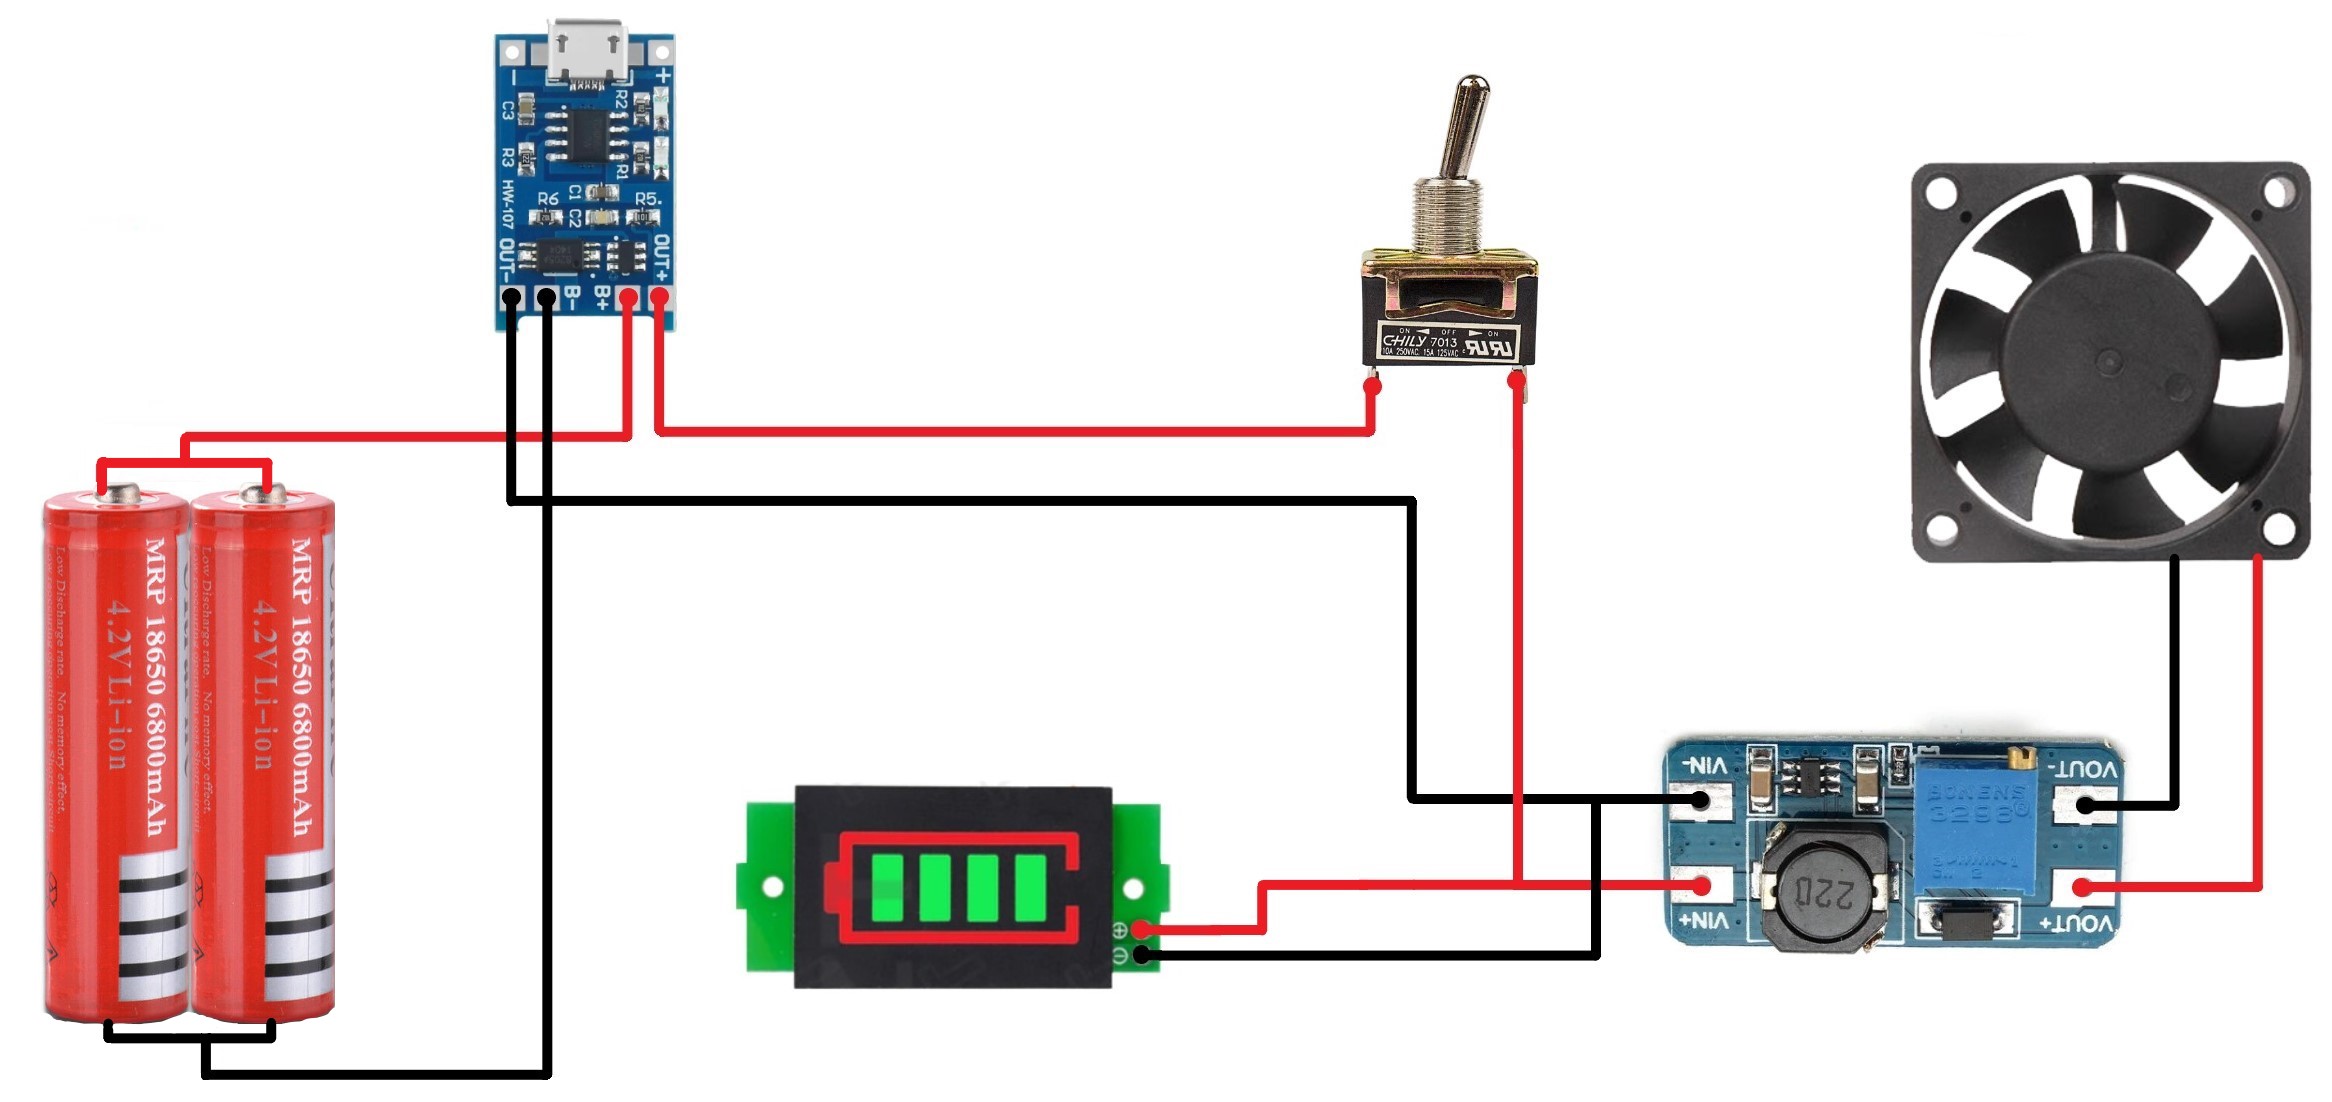 -
+
C3
R2
R3
R1
HW-107
C1
R6
C2
R5.
OUT-
B-
B+
OUT+
ON ◄ OFF ► ON
CHILY 7013
10A 250VAC, 15A 125VAC
MRP 18650 6800mAh
4.2V Li-ion
Low Discharge rate. No memory effect.
MRP 18650 6800mAh
4.2V Li-ion
Low Discharge rate. No memory effect.
VIN-
VOUT-
BOWENS
3296
220
VIN+
VOUT+
+
-